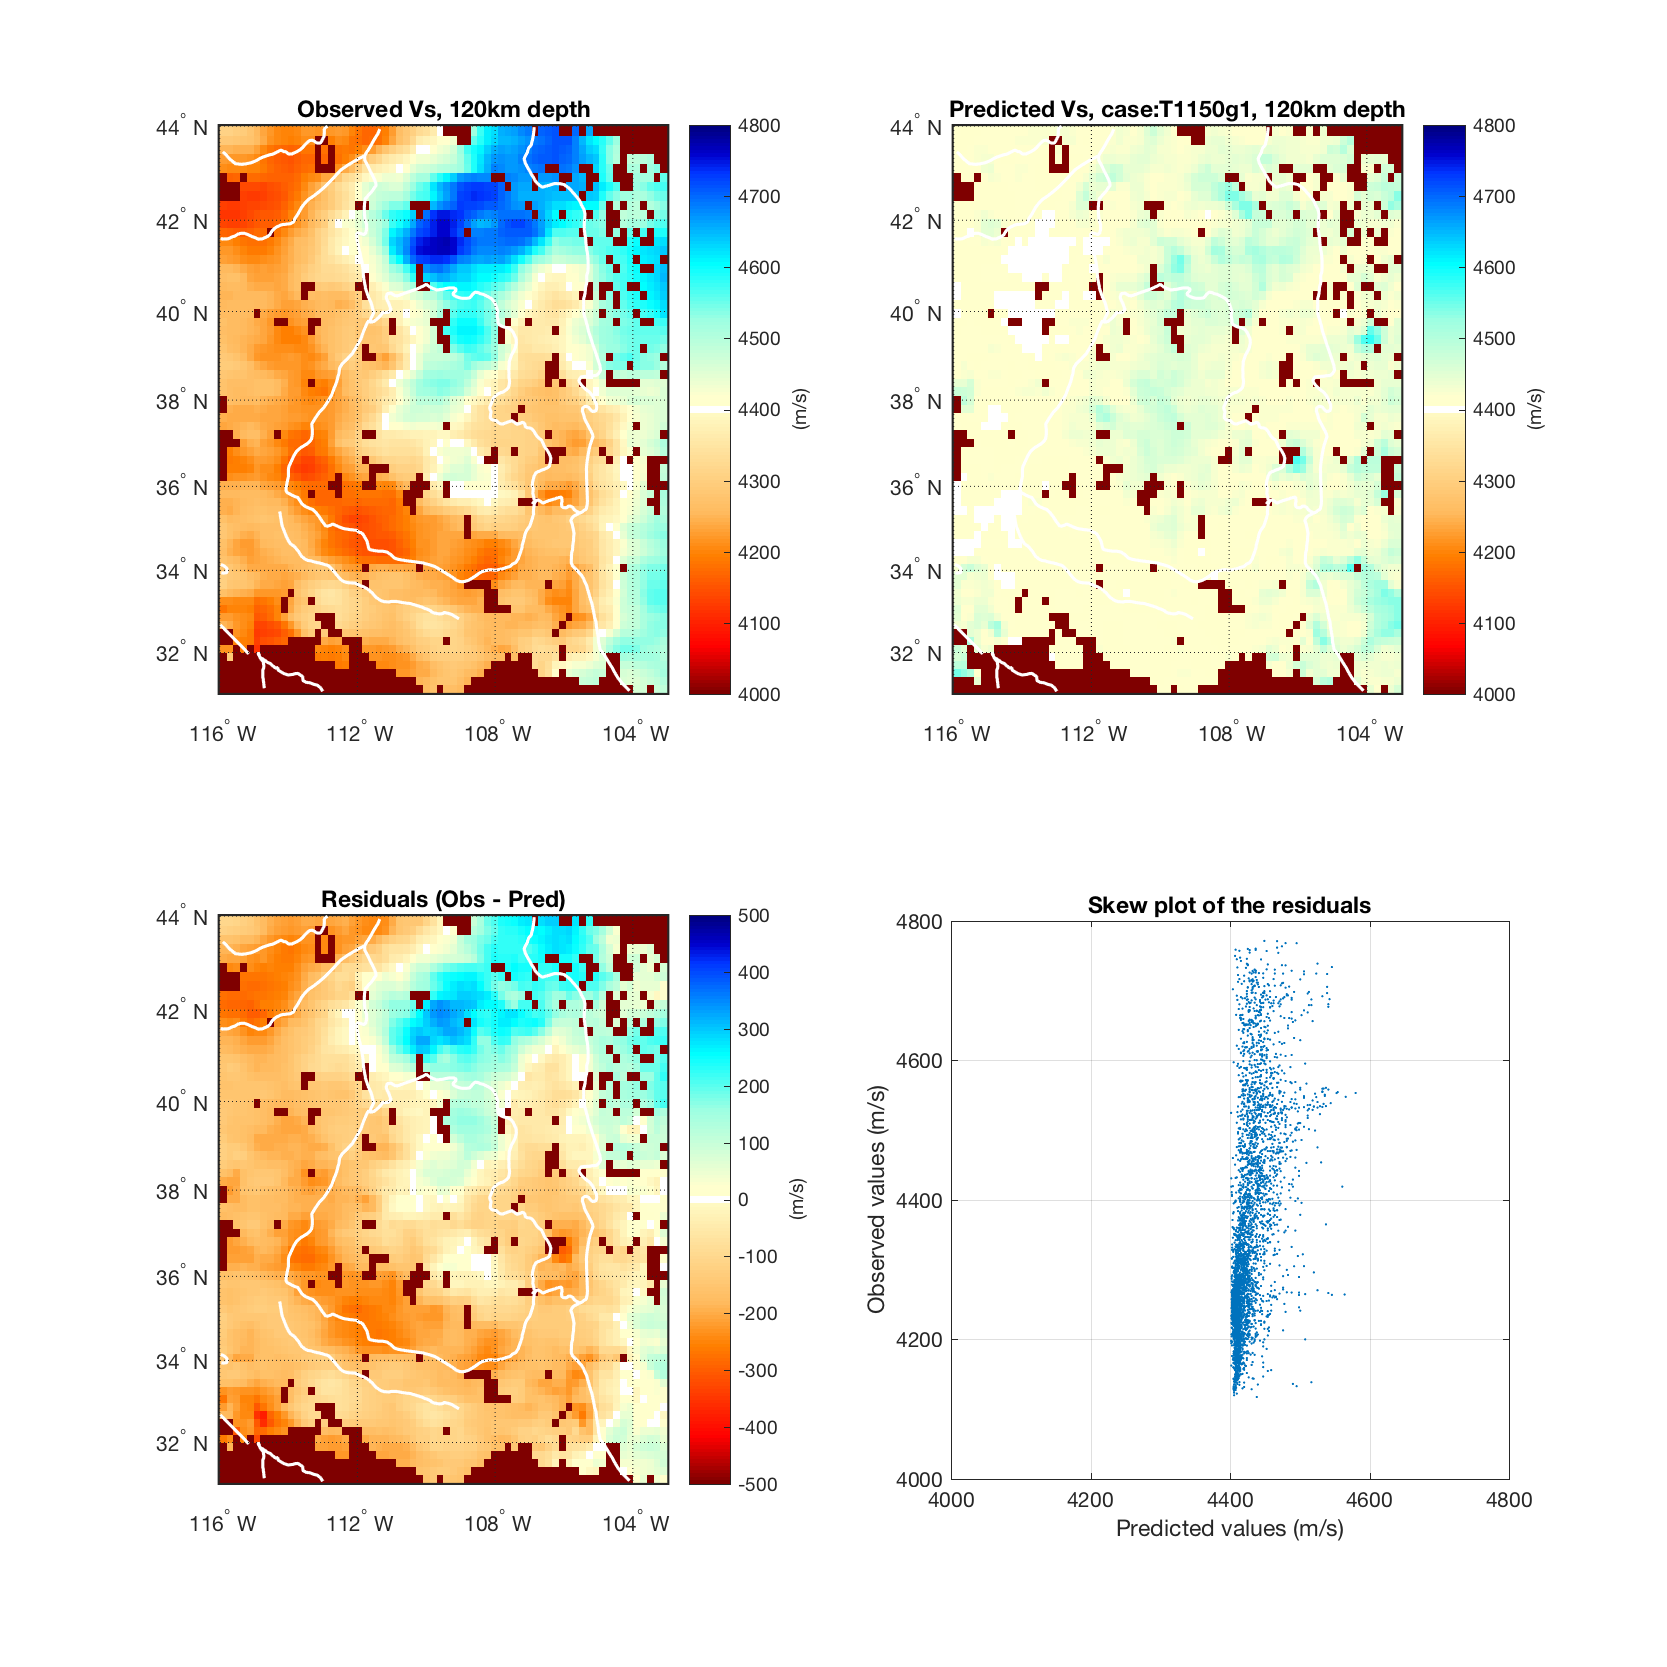 Observed Vs, 120km depth
44° N
42° N
40° N
38° N
36° N
34° N
32° N
116° W
112° W
108° W
104° W
4800
4700
4600
4500
4400
4300
4200
4100
4000
(m/s)
Predicted Vs, case:T1150g1, 120km depth
44° N
42° N
40° N
38° N
36° N
34° N
32° N
116° W
112° W
108° W
104° W
4800
4700
4600
4500
4400
4300
4200
4100
4000
(m/s)
Residuals (Obs - Pred)
44° N
42° N
40° N
38° N
36° N
34° N
32° N
116° W
112° W
108° W
104° W
500
400
300
200
100
0
-100
-200
-300
-400
-500
(m/s)
Skew plot of the residuals
4800
4600
4400
4200
4000
Observed values (m/s)
4000
4200
4400
4600
4800
Predicted values (m/s)